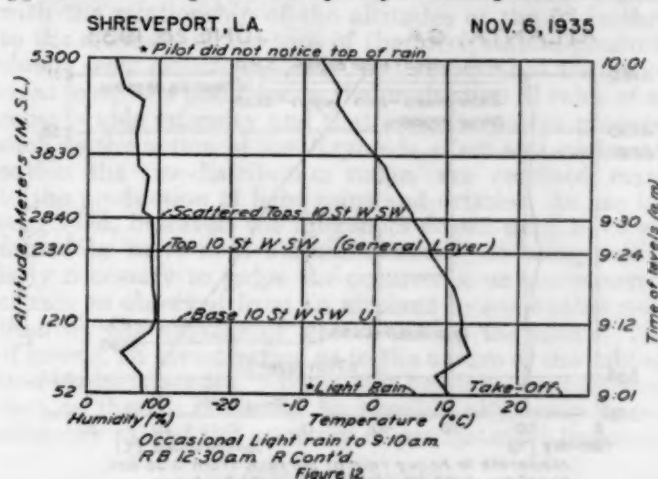 SHREVEPORT, LA. NOV. 6, 1935
* Pilot did not notice top of rain
5300 10:01
3830
Scattered Tops 10 St W SW
2840 9:30
Top 10 St W SW (General Layer)
2310 9:24
Base 10 St W SW U.
1210 9:12
*Light Rain Take-Off
52 9:01
Altitude-Meters (M.S.L.)
Time of levels (a.m.)
0 100 -20 -10 0 10 20
Humidity (%) Temperature (°C)
Occasional Light rain to 9:10 a.m.
R B 12:30 a.m. R Cont'd.
Figure 12